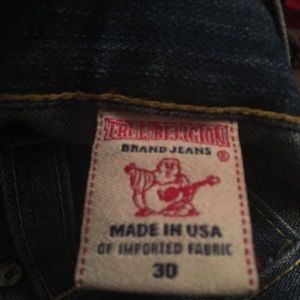 TRUE RELIGION
BRAND JEANS ®
MADE IN USA
OF IMPORTED FABRIC
30